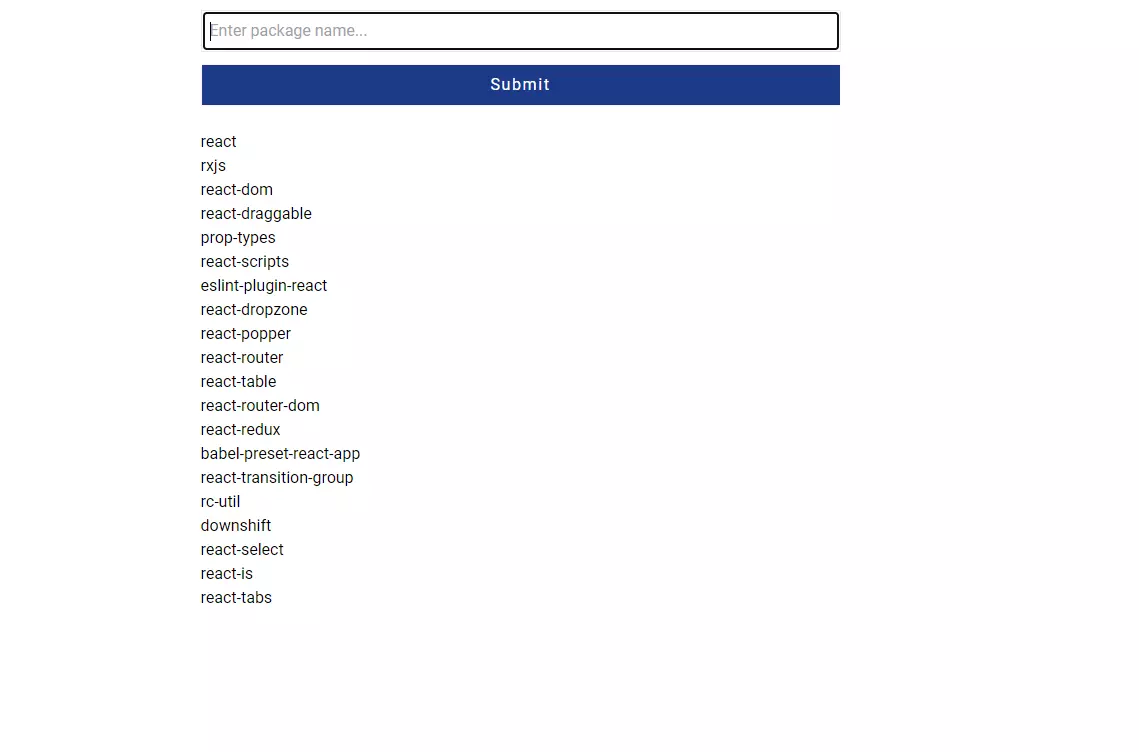 Enter package name...
Submit
react
rxjs
react-dom
react-draggable
prop-types
react-scripts
eslint-plugin-react
react-dropzone
react-popper
react-router
react-table
react-router-dom
react-redux
babel-preset-react-app
react-transition-group
rc-util
downshift
react-select
react-is
react-tabs